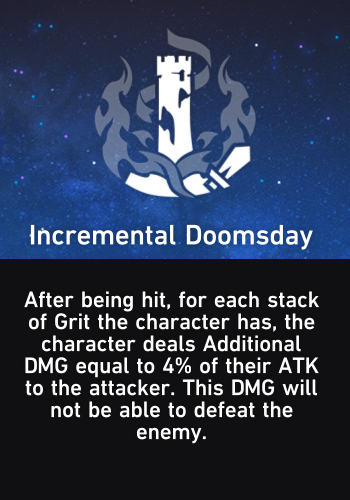 Incremental Doomsday
After being hit, for each stack
of Grit the character has, the
character deals Additional
DMG equal to 4% of their ATK
to the attacker. This DMG will
not be able to defeat the
enemy.